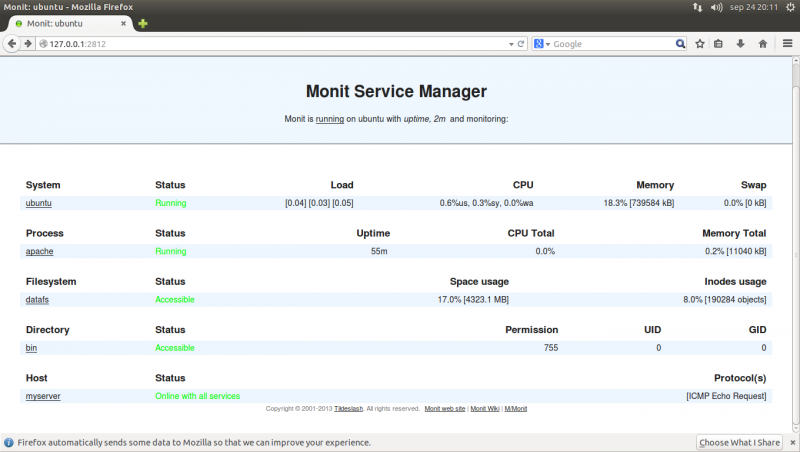 Monit: ubuntu - Mozilla Firefox
sep 24 20:11
Monit: ubuntu
127.0.0.1:2812
Google
Monit Service Manager
Monit is running on ubuntu with uptime, 2m and monitoring:
System Status Load CPU Memory Swap
ubuntu Running [0.04] [0.03] [0.05] 0.6%us, 0.3%sy, 0.0%wa 18.3% [739584 kB] 0.0% [0 kB]
Process Status Uptime CPU Total Memory Total
apache Running 55m 0.0% 0.2% [11040 kB]
Filesystem Status Space usage Inodes usage
datafs Accessible 17.0% [4323.1 MB] 8.0% [190284 objects]
Directory Status Permission UID GID
bin Accessible 755 0 0
Host Status Protocol(s)
myserver Online with all services [ICMP Echo Request]
Copyright © 2001-2013 Tildeslash. All rights reserved. Monit web site | Monit Wiki | M/Monit
Firefox automatically sends some data to Mozilla so that we can improve your experience. Choose What I Share